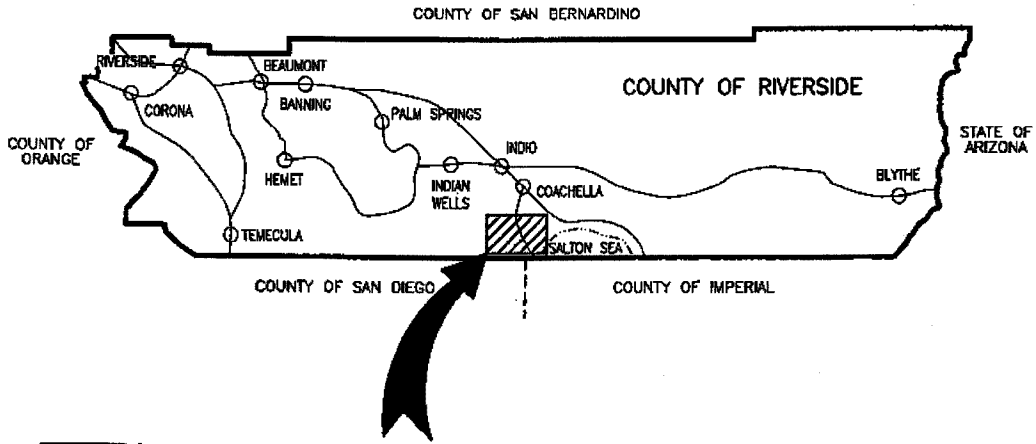 COUNTY OF SAN BERNARDINO
RIVERSIDE
BEAUMONT
COUNTY OF RIVERSIDE
CORONA
BANNING
PALM SPRINGS
COUNTY OF
ORANGE
STATE OF
ARIZONA
HEMET
INDIO
INDIAN
WELLS
COACHELLA
BLYTHE
TEMECULA
SALTON SEA
COUNTY OF SAN DIEGO
COUNTY OF IMPERIAL